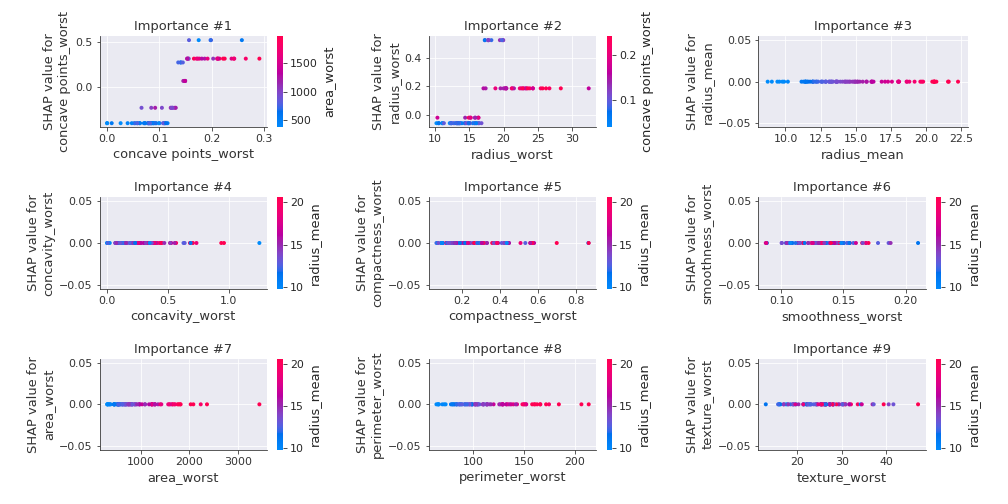 Importance #1
SHAP value for
concave points_worst
0.5
0.0
0.0
0.1
0.2
0.3
concave points_worst
1500
1000
500
area_worst
Importance #2
SHAP value for
radius_worst
0.4
0.2
0.0
10
15
20
25
30
radius_worst
0.2
0.1
concave points_worst
Importance #3
SHAP value for
radius_mean
0.05
0.00
−0.05
10.0
12.5
15.0
17.5
20.0
22.5
radius_mean
Importance #4
SHAP value for
concavity_worst
0.05
0.00
−0.05
0.0
0.5
1.0
concavity_worst
20
15
10
radius_mean
Importance #5
SHAP value for
compactness_worst
0.05
0.00
−0.05
0.2
0.4
0.6
0.8
compactness_worst
20
15
10
radius_mean
Importance #6
SHAP value for
smoothness_worst
0.05
0.00
−0.05
0.10
0.15
0.20
smoothness_worst
20
15
10
radius_mean
Importance #7
SHAP value for
area_worst
0.05
0.00
−0.05
1000
2000
3000
area_worst
20
15
10
radius_mean
Importance #8
SHAP value for
perimeter_worst
0.05
0.00
−0.05
100
150
200
perimeter_worst
20
15
10
radius_mean
Importance #9
SHAP value for
texture_worst
0.05
0.00
−0.05
20
30
40
texture_worst
20
15
10
radius_mean